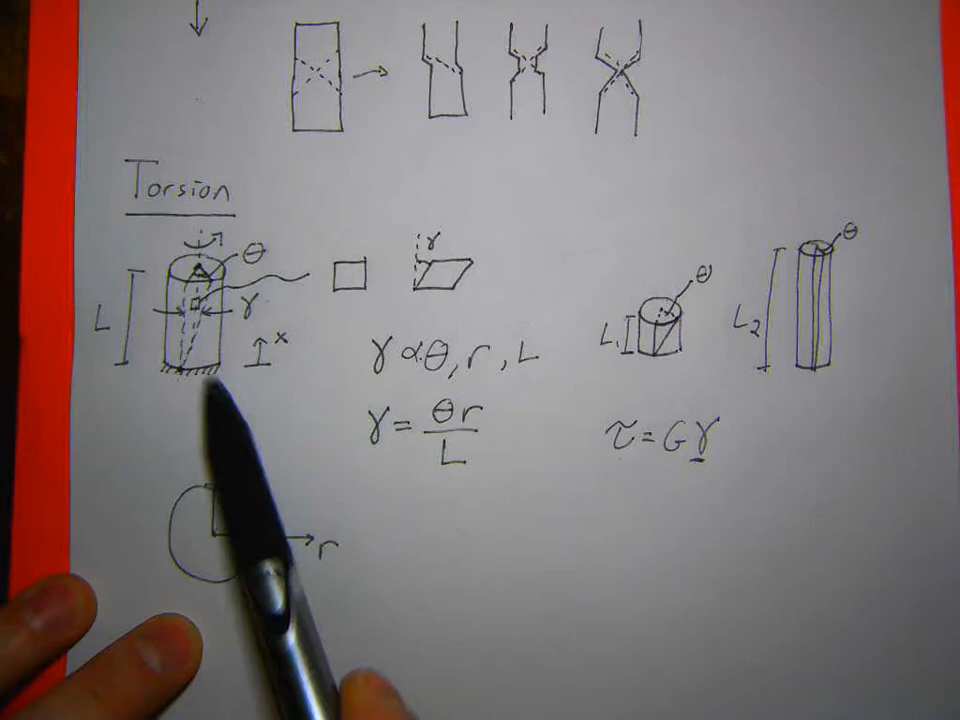 Torsion
θ
γ
L
γ
x
γ ∝ θ, r, L
γ = θr/L
L₁
θ
L₂
θ
τ = Gγ
r